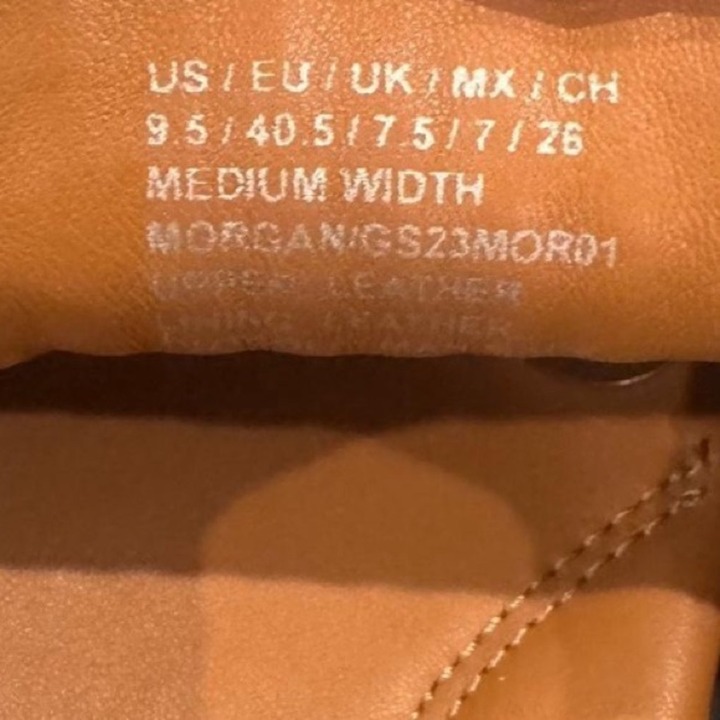 US / EU / UK / MX / CH
9.5 / 40.5 / 7.5 / 7 / 26
MEDIUM WIDTH
MORGAN/GS23MOR01
UPPER LEATHER
LINING LEATHER